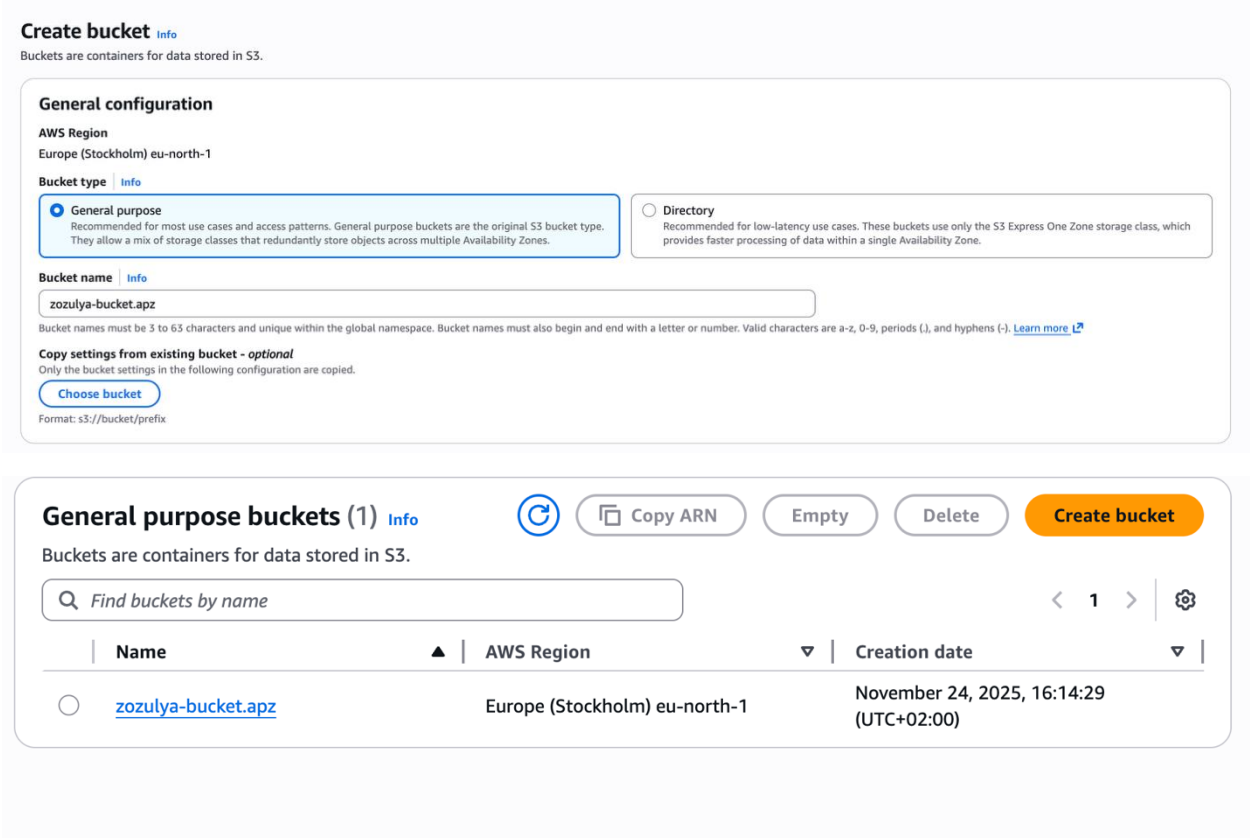 Create bucket Info
Buckets are containers for data stored in S3.
General configuration
AWS Region
Europe (Stockholm) eu-north-1
Bucket type Info
General purpose
Recommended for most use cases and access patterns. General purpose buckets are the original S3 bucket type.
They allow a mix of storage classes that redundantly store objects across multiple Availability Zones.
Directory
Recommended for low-latency use cases. These buckets use only the S3 Express One Zone storage class, which
provides faster processing of data within a single Availability Zone.
Bucket name Info
zozulya-bucket.apz
Bucket names must be 3 to 63 characters and unique within the global namespace. Bucket names must also begin and end with a letter or number. Valid characters are a-z, 0-9, periods (.), and hyphens (-). Learn more
Copy settings from existing bucket - optional
Only the bucket settings in the following configuration are copied.
Choose bucket
Format: s3://bucket/prefix
General purpose buckets (1) Info
Copy ARN
Empty
Delete
Create bucket
Buckets are containers for data stored in S3.
Find buckets by name
1
Name
AWS Region
Creation date
zozulya-bucket.apz
Europe (Stockholm) eu-north-1
November 24, 2025, 16:14:29
(UTC+02:00)